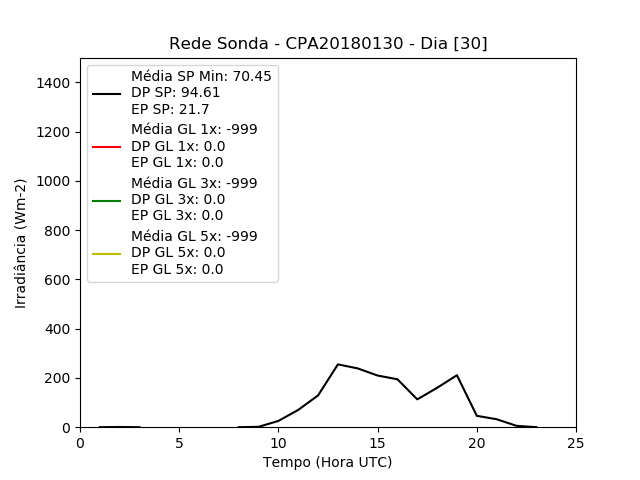 Rede Sonda - CPA20180130 - Dia [30]
Média SP Min: 70.45
DP SP: 94.61
EP SP: 21.7
Média GL 1x: -999
DP GL 1x: 0.0
EP GL 1x: 0.0
Média GL 3x: -999
DP GL 3x: 0.0
EP GL 3x: 0.0
Média GL 5x: -999
DP GL 5x: 0.0
EP GL 5x: 0.0
Irradiância (Wm-2)
1400
1200
1000
800
600
400
200
0
0 5 10 15 20 25
Tempo (Hora UTC)